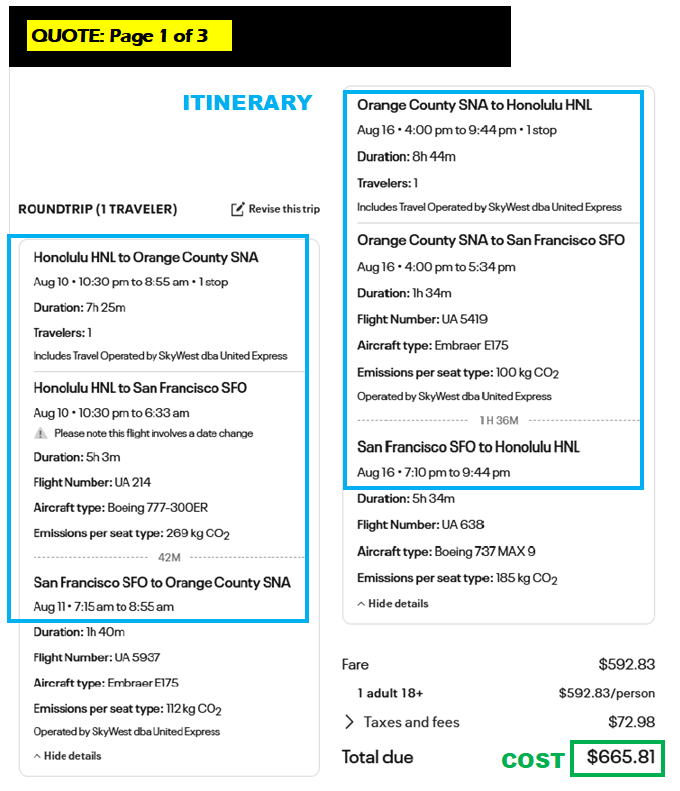 QUOTE: Page 1 of 3
ITINERARY
ROUNDTRIP (1 TRAVELER)
Revise this trip
Honolulu HNL to Orange County SNA
Aug 10 • 10:30 pm to 8:55 am • 1 stop
Duration: 7h 25m
Travelers: 1
Includes Travel Operated by SkyWest dba United Express
Honolulu HNL to San Francisco SFO
Aug 10 • 10:30 pm to 6:33 am
Please note this flight involves a date change
Duration: 5h 3m
Flight Number: UA 214
Aircraft type: Boeing 777-300ER
Emissions per seat type: 269 kg CO2
42M
San Francisco SFO to Orange County SNA
Aug 11 • 7:15 am to 8:55 am
Duration: 1h 40m
Flight Number: UA 5937
Aircraft type: Embraer E175
Emissions per seat type: 112 kg CO2
Operated by SkyWest dba United Express
Hide details
Orange County SNA to Honolulu HNL
Aug 16 • 4:00 pm to 9:44 pm • 1 stop
Duration: 8h 44m
Travelers: 1
Includes Travel Operated by SkyWest dba United Express
Orange County SNA to San Francisco SFO
Aug 16 • 4:00 pm to 5:34 pm
Duration: 1h 34m
Flight Number: UA 5419
Aircraft type: Embraer E175
Emissions per seat type: 100 kg CO2
Operated by SkyWest dba United Express
1H 36M
San Francisco SFO to Honolulu HNL
Aug 16 • 7:10 pm to 9:44 pm
Duration: 5h 34m
Flight Number: UA 638
Aircraft type: Boeing 737 MAX 9
Emissions per seat type: 185 kg CO2
Hide details
Fare $592.83
1 adult 18+ $592.83/person
Taxes and fees $72.98
Total due COST $665.81